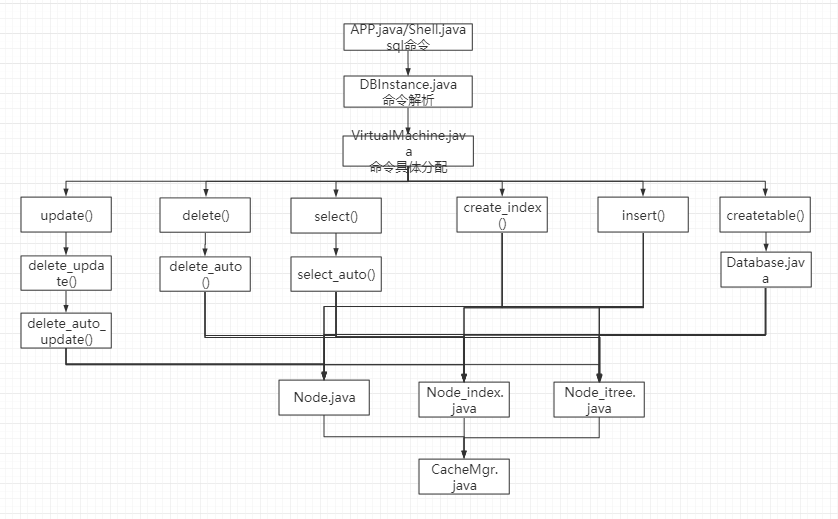 APP.java/Shell.java
sql命令
DBInstance.java
命令解析
VirtualMachine.jav
a
命令具体分配
update()
delete()
select()
create_index
()
insert()
createtable()
delete_upda
te()
delete_auto
()
select_auto()
Database.jav
a
delete_auto_
update()
Node.java
Node_index.
java
Node_itree.
java
CacheMgr.
java